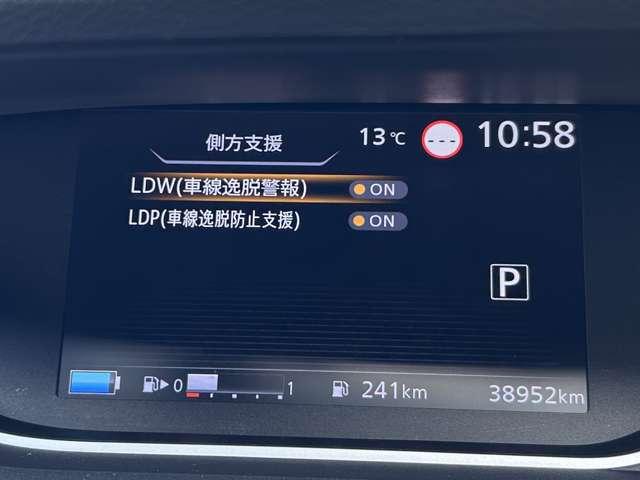 側方支援 13℃ --- 10:58
LDW(車線逸脱警報) ON
LDP(車線逸脱防止支援) ON
P
0 1 241km 38952km